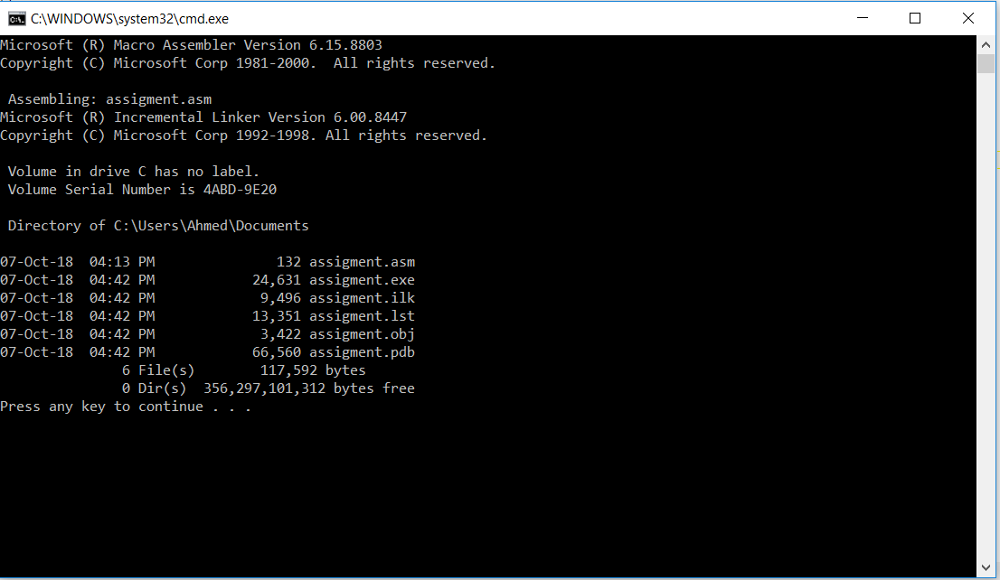 C:\WINDOWS\system32\cmd.exe
Microsoft (R) Macro Assembler Version 6.15.8803
Copyright (C) Microsoft Corp 1981-2000.  All rights reserved.
 Assembling: assigment.asm
Microsoft (R) Incremental Linker Version 6.00.8447
Copyright (C) Microsoft Corp 1992-1998. All rights reserved.
 Volume in drive C has no label.
 Volume Serial Number is 4ABD-9E20
 Directory of C:\Users\Ahmed\Documents
07-Oct-18  04:13 PM               132 assigment.asm
07-Oct-18  04:42 PM            24,631 assigment.exe
07-Oct-18  04:42 PM             9,496 assigment.ilk
07-Oct-18  04:42 PM            13,351 assigment.lst
07-Oct-18  04:42 PM             3,422 assigment.obj
07-Oct-18  04:42 PM            66,560 assigment.pdb
               6 File(s)        117,592 bytes
               0 Dir(s)  356,297,101,312 bytes free
Press any key to continue . . .